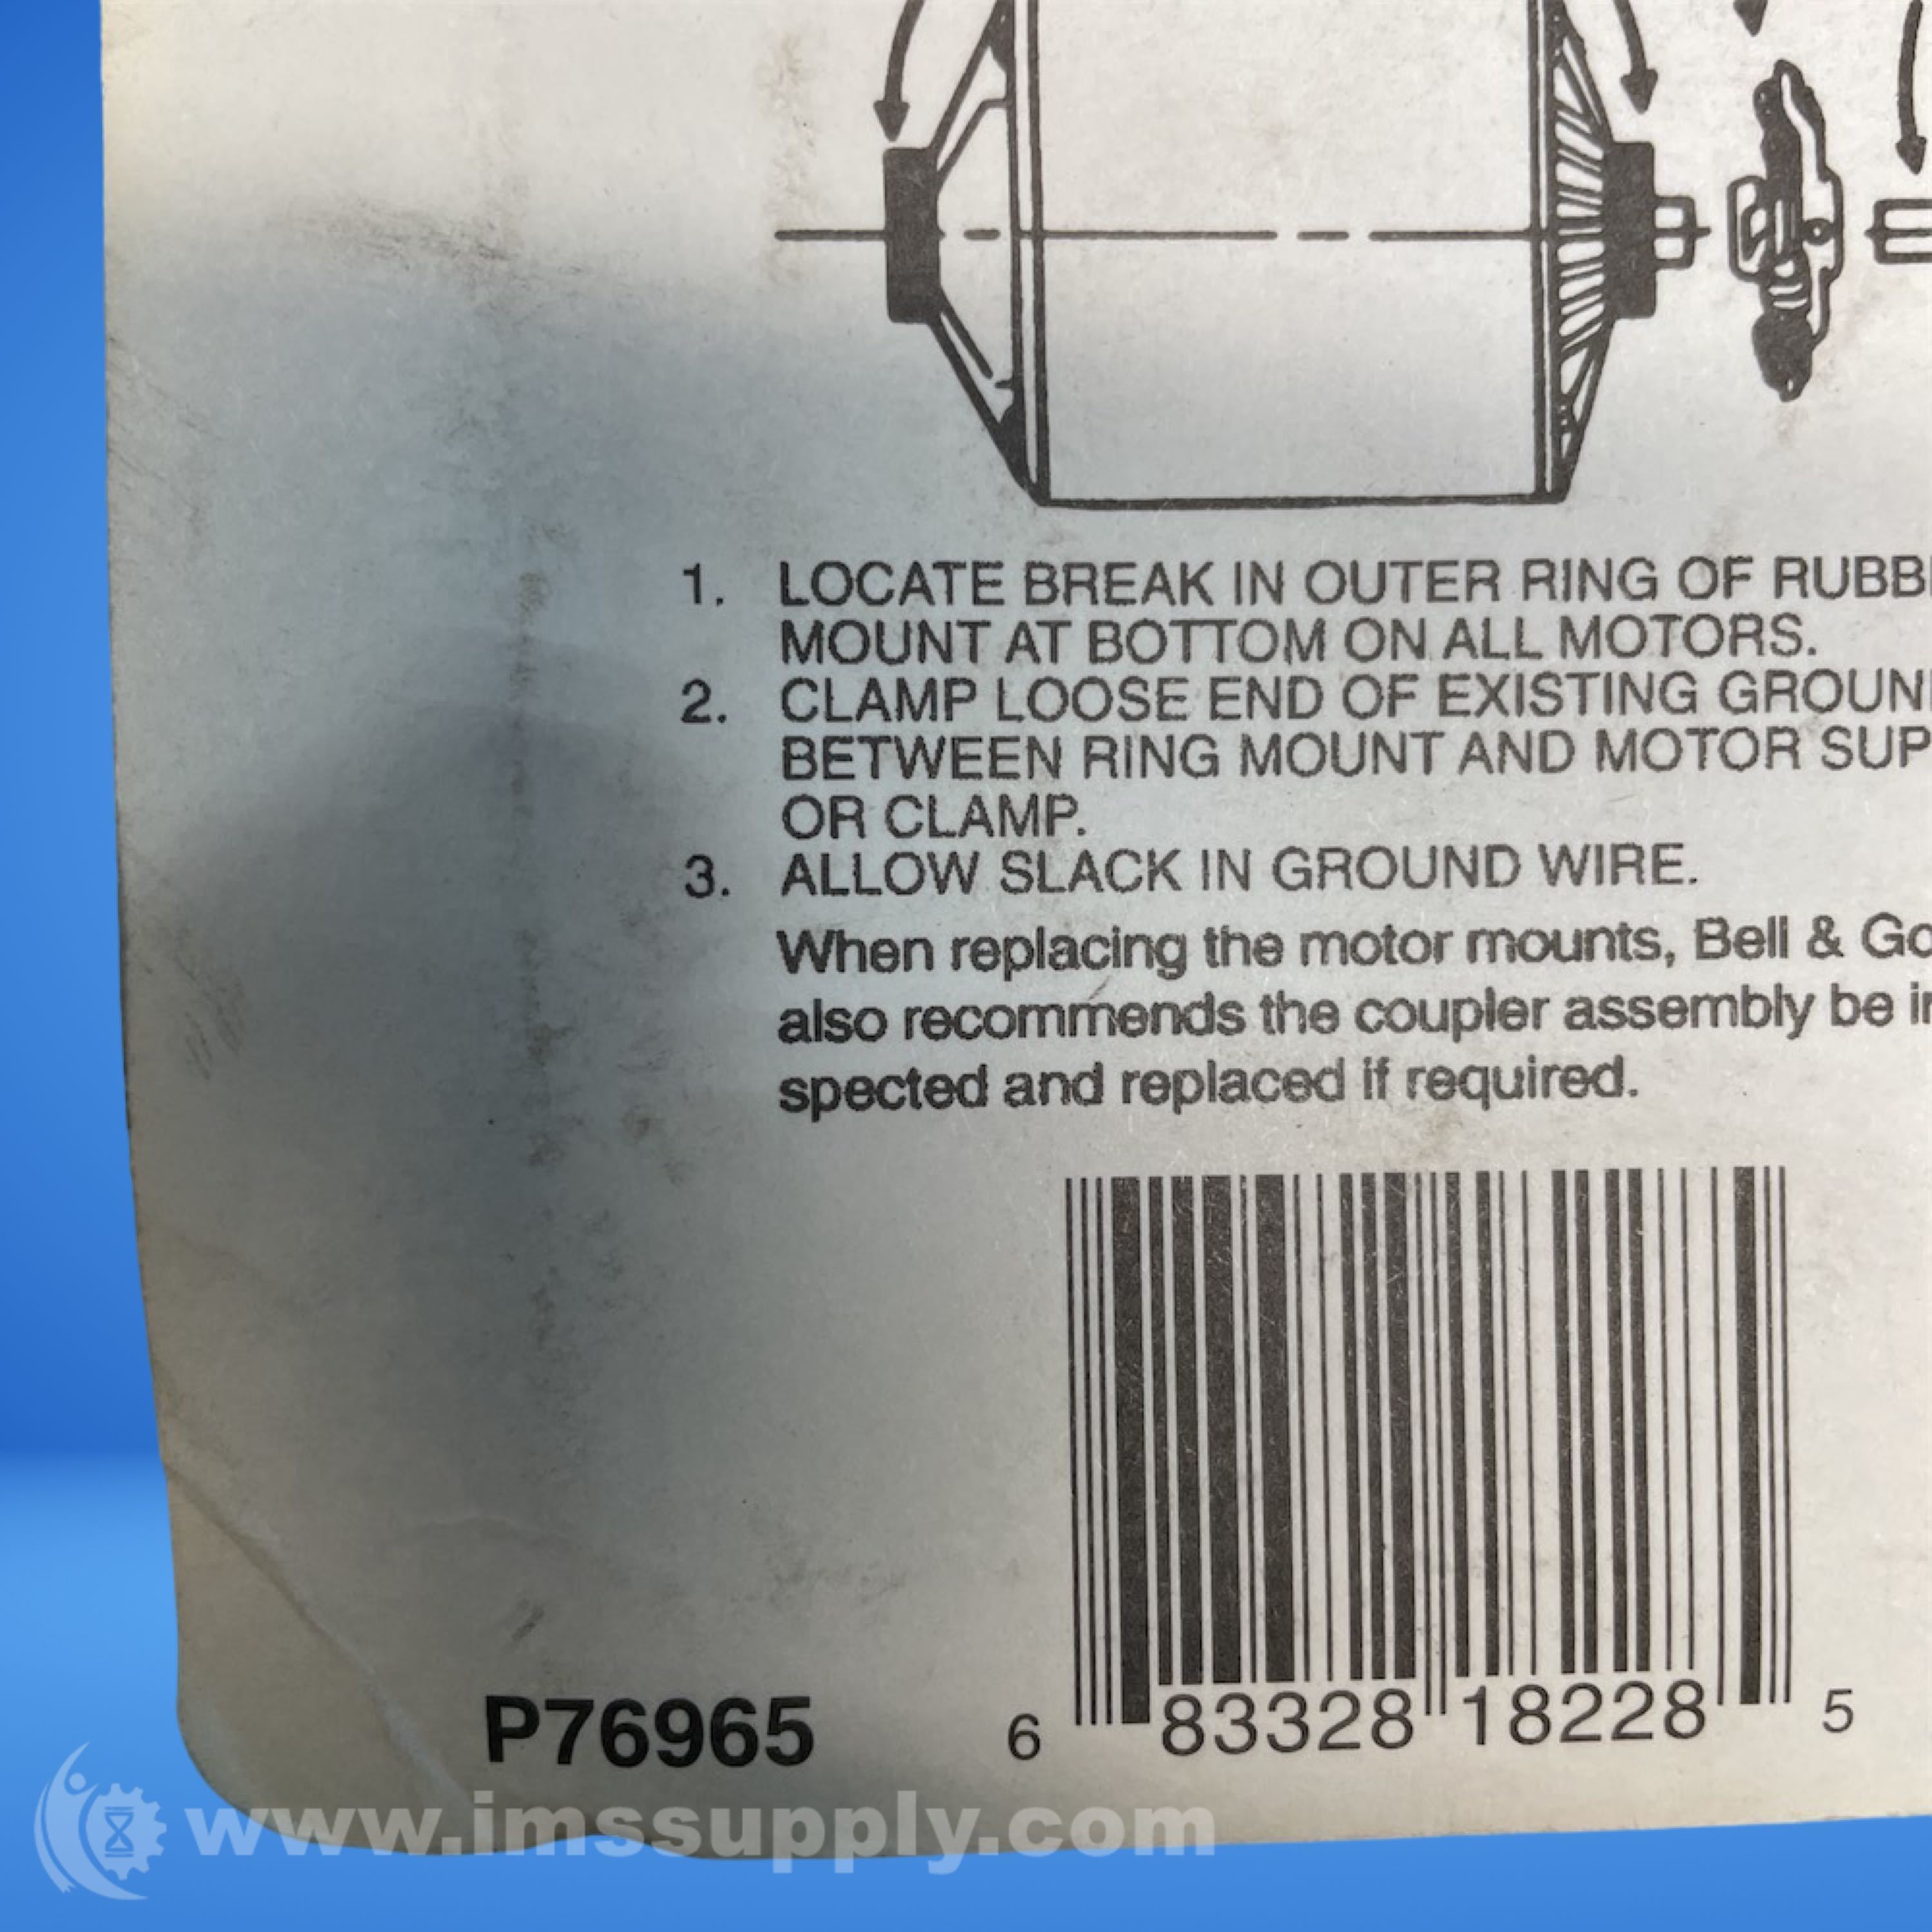 1. LOCATE BREAK IN OUTER RING OF RUBB
MOUNT AT BOTTOM ON ALL MOTORS.
2. CLAMP LOOSE END OF EXISTING GROUN
BETWEEN RING MOUNT AND MOTOR SUP
OR CLAMP.
3. ALLOW SLACK IN GROUND WIRE.
When replacing the motor mounts, Bell & Go
also recommends the coupler assembly be in
spected and replaced if required.
P76965
6 83328 18228 5
www.imssupply.com